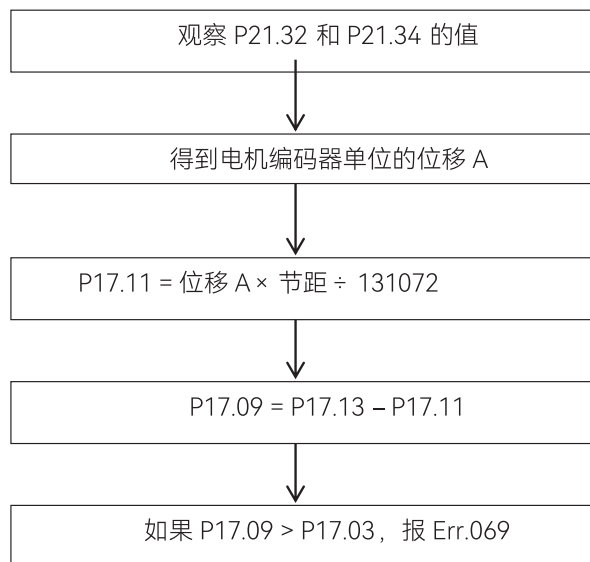 观察 P21.32 和 P21.34 的值
得到电机编码器单位的位移 A
P17.11 = 位移 A × 节距 ÷ 131072
P17.09 = P17.13 – P17.11
如果 P17.09 > P17.03，报 Err.069